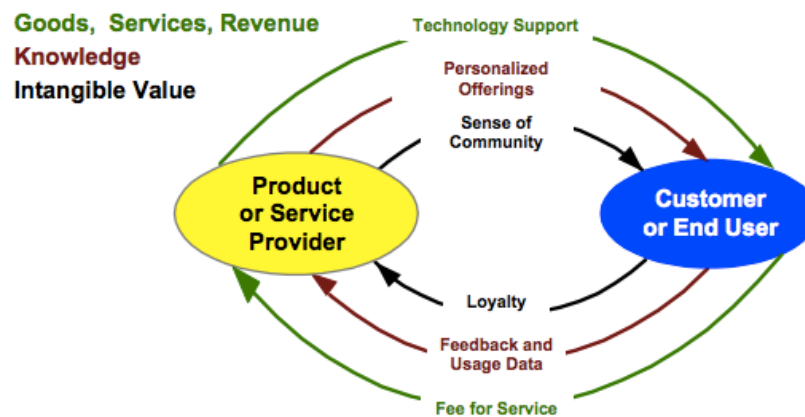 Goods, Services, Revenue
Knowledge
Intangible Value
Technology Support
Personalized
Offerings
Sense of
Community
Product
or Service
Provider
Customer
or End User
Loyalty
Feedback and
Usage Data
Fee for Service